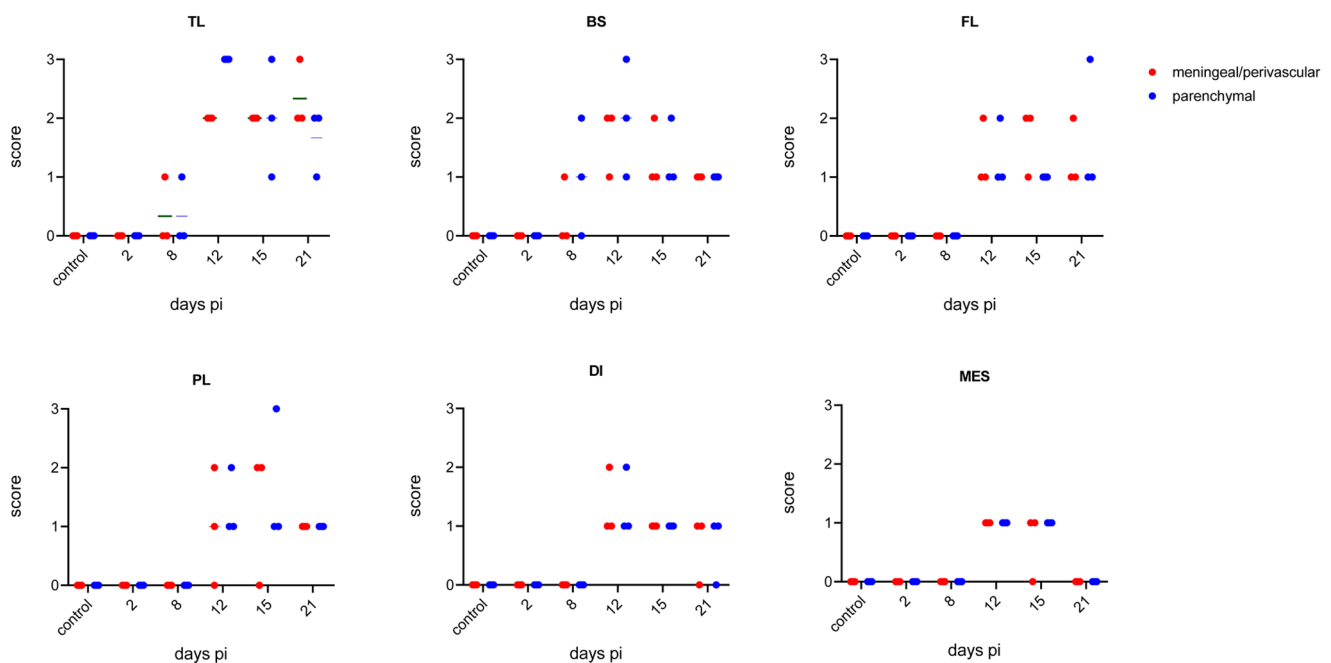 TL
3
2
1
0
score
control
2
8
12
15
21
days pi
BS
3
2
1
0
score
control
2
8
12
15
21
days pi
FL
3
2
1
0
score
control
2
8
12
15
21
days pi
meningeal/perivascular
parenchymal
PL
3
2
1
0
score
control
2
8
12
15
21
days pi
DI
3
2
1
0
score
control
2
8
12
15
21
days pi
MES
3
2
1
0
score
control
2
8
12
15
21
days pi